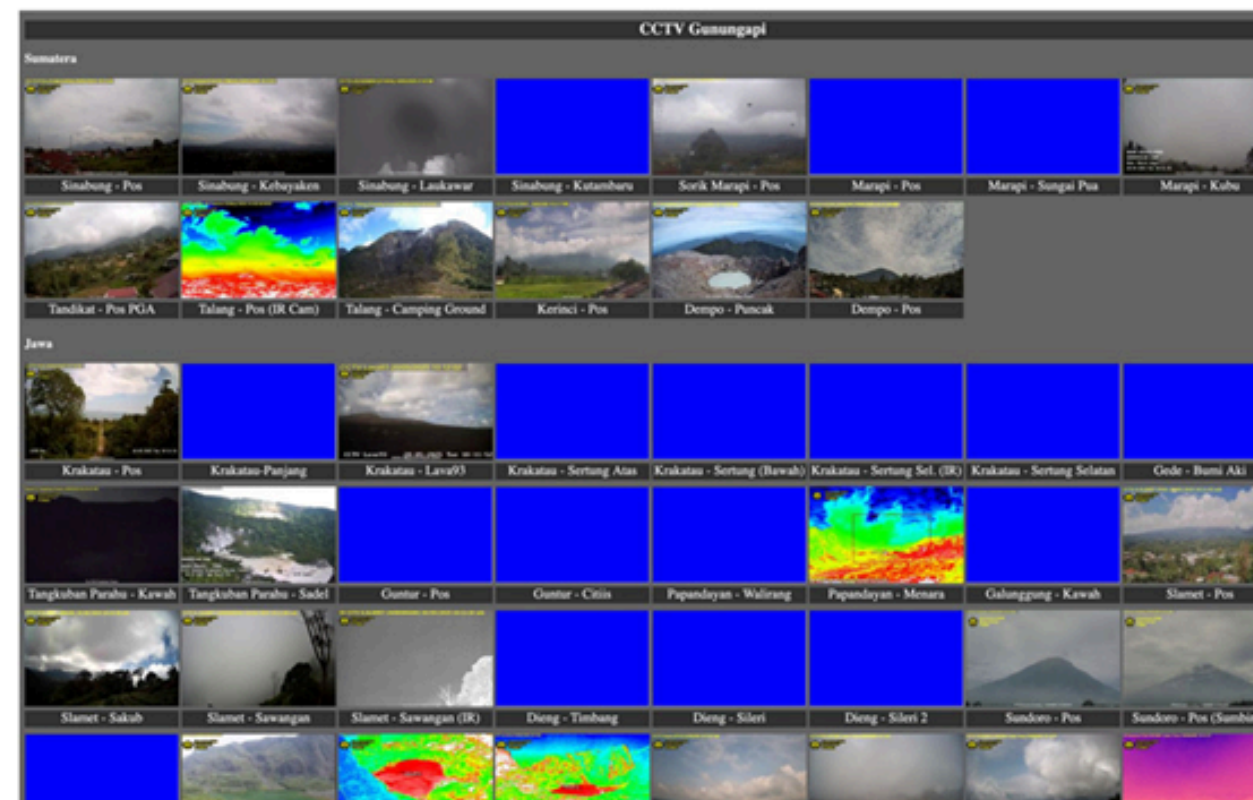 CCTV Gunungapi
Sumatera
Sinabung - Pos
Sinabung - Kebayaken
Sinabung - Laukawar
Sinabung - Kutambaru
Sorik Marapi - Pos
Marapi - Pos
Marapi - Sungai Pua
Marapi - Kubu
Tandikat - Pos PGA
Talang - Pos (IR Cam)
Talang - Camping Ground
Kerinci - Pos
Dempo - Puncak
Dempo - Pos
Jawa
Krakatau - Pos
Krakatau-Panjang
Krakatau - Lava93
Krakatau - Sertung Atas
Krakatau - Sertung (Bawah)
Krakatau - Sertung Sel. (IR)
Krakatau - Sertung Selatan
Gede - Bumi Aki
Tangkuban Parahu - Kawah
Tangkuban Parahu - Sadel
Guntur - Pos
Guntur - Citiis
Papandayan - Walirang
Papandayan - Menara
Galunggung - Kawah
Slamet - Pos
Slamet - Sakub
Slamet - Sawangan
Slamet - Sawangan (IR)
Dieng - Timbang
Dieng - Sileri
Dieng - Sileri 2
Sundoro - Pos
Sundoro - Pos (Sumbi